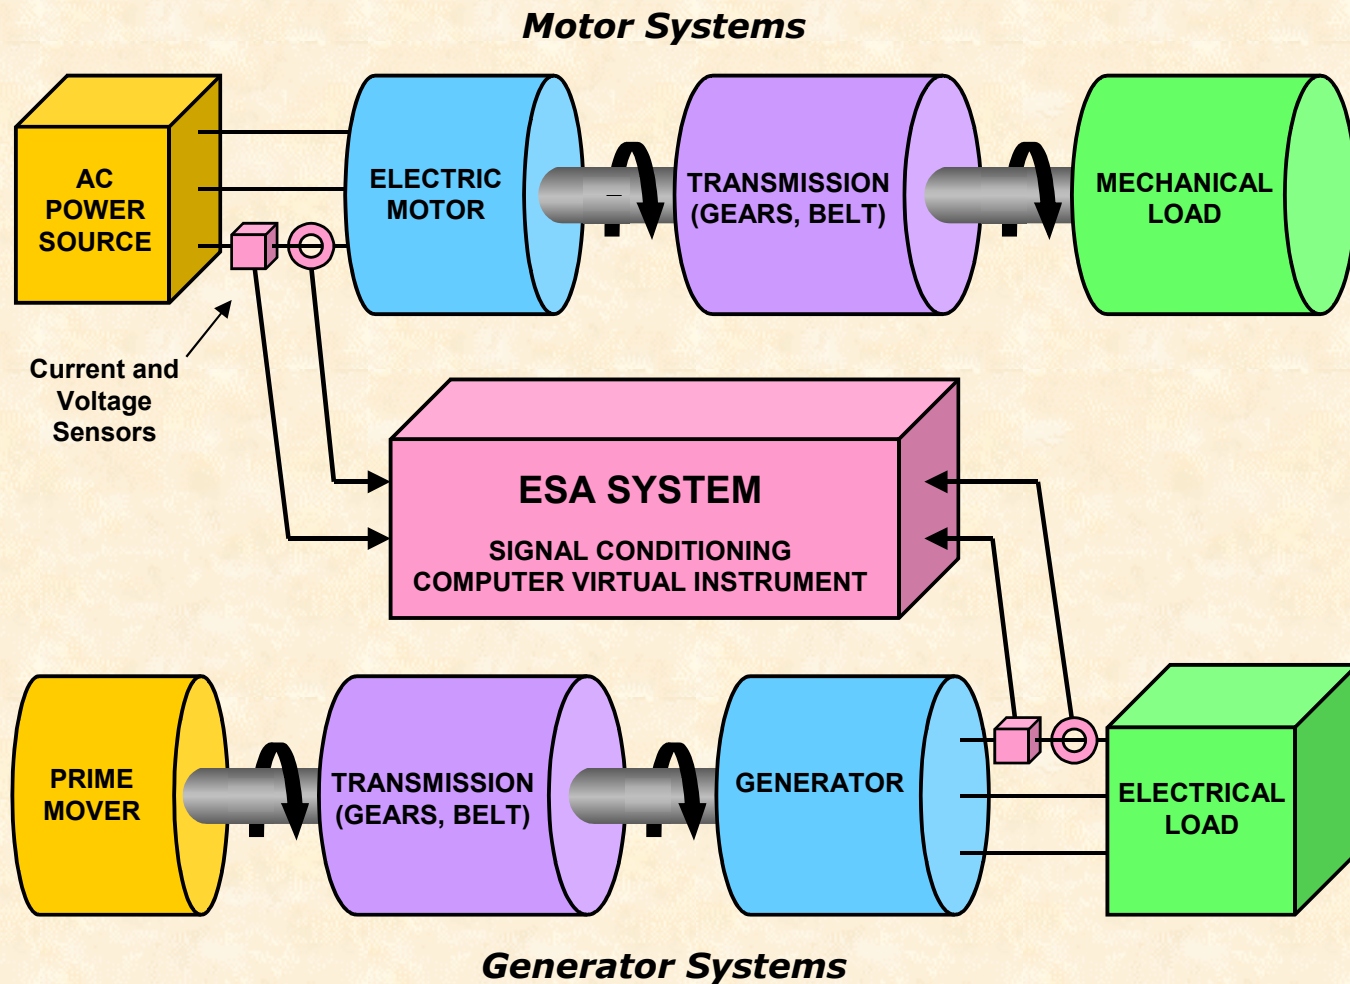 Motor Systems
AC
POWER
SOURCE
ELECTRIC
MOTOR
TRANSMISSION
(GEARS, BELT)
MECHANICAL
LOAD
Current and
Voltage
Sensors
ESA SYSTEM
SIGNAL CONDITIONING
COMPUTER VIRTUAL INSTRUMENT
PRIME
MOVER
TRANSMISSION
(GEARS, BELT)
GENERATOR
ELECTRICAL
LOAD
Generator Systems